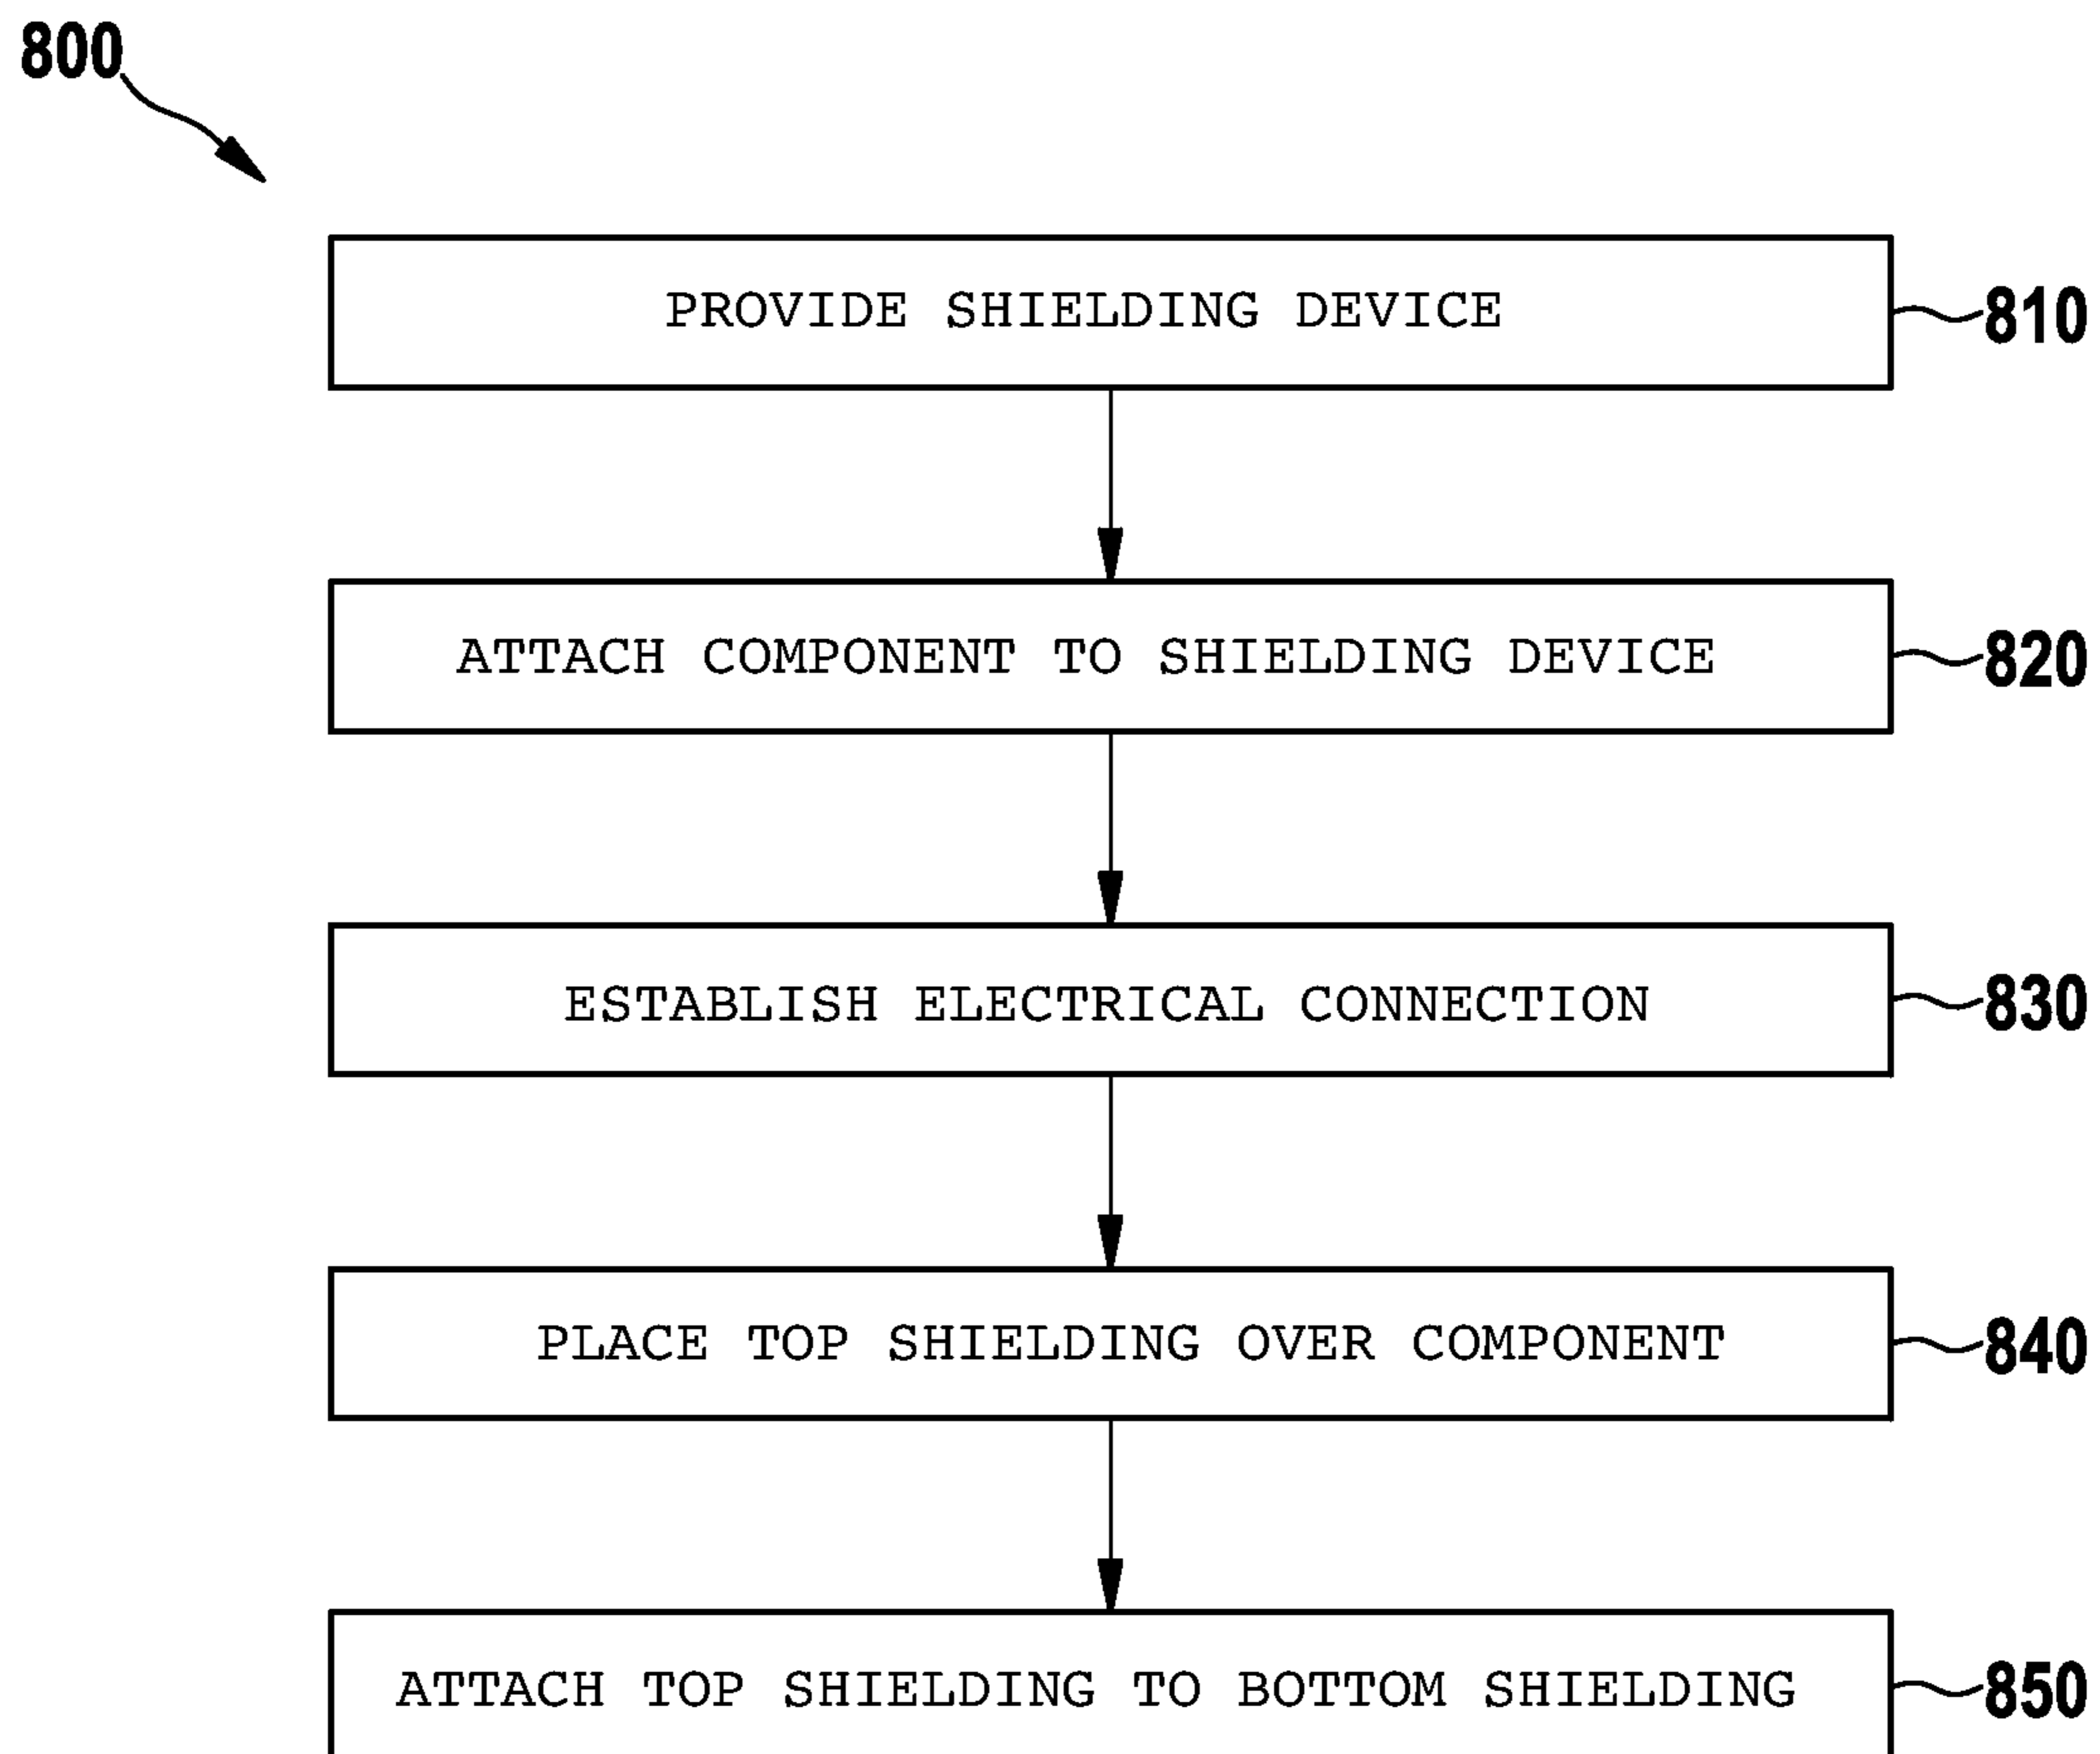 800
PROVIDE SHIELDING DEVICE 810
ATTACH COMPONENT TO SHIELDING DEVICE 820
ESTABLISH ELECTRICAL CONNECTION 830
PLACE TOP SHIELDING OVER COMPONENT 840
ATTACH TOP SHIELDING TO BOTTOM SHIELDING 850